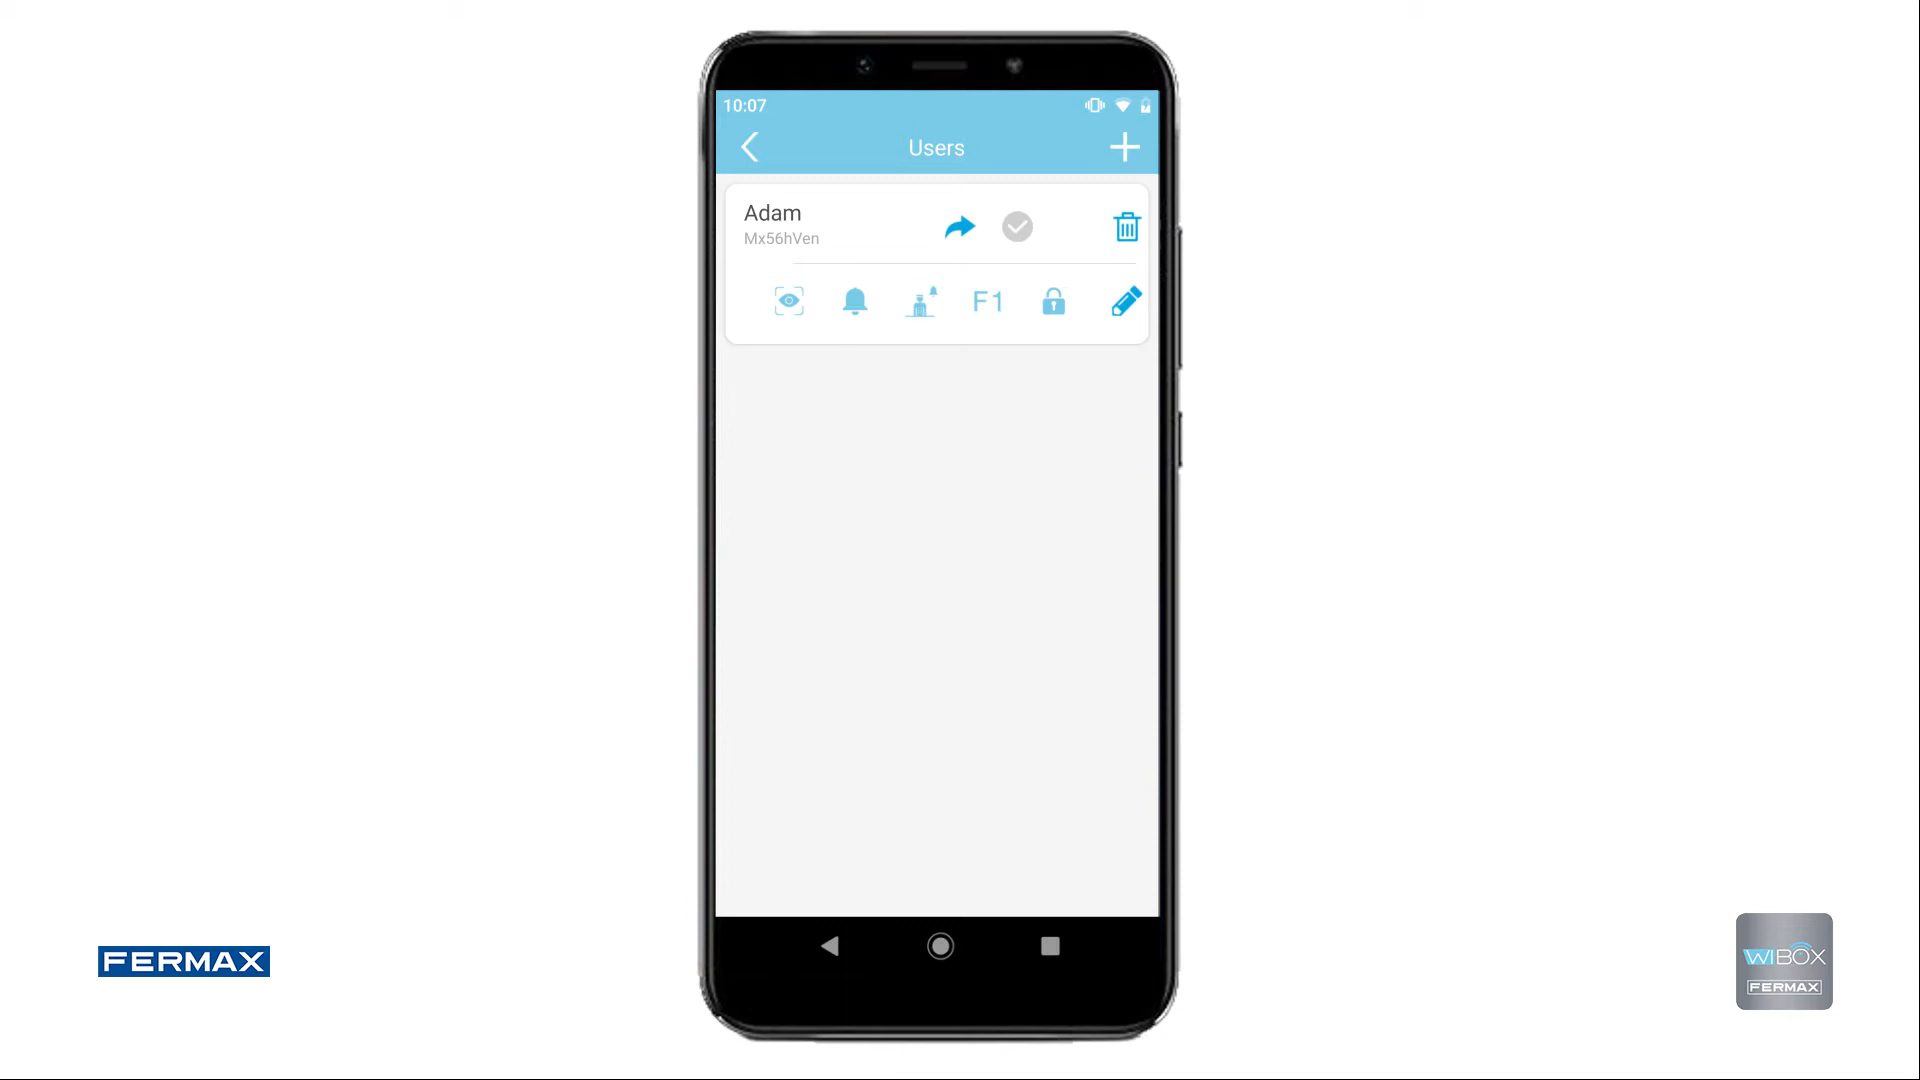 10:07
Users
Adam
Mx56hVen
F1
FERMAX
WIBOX
FERMAX